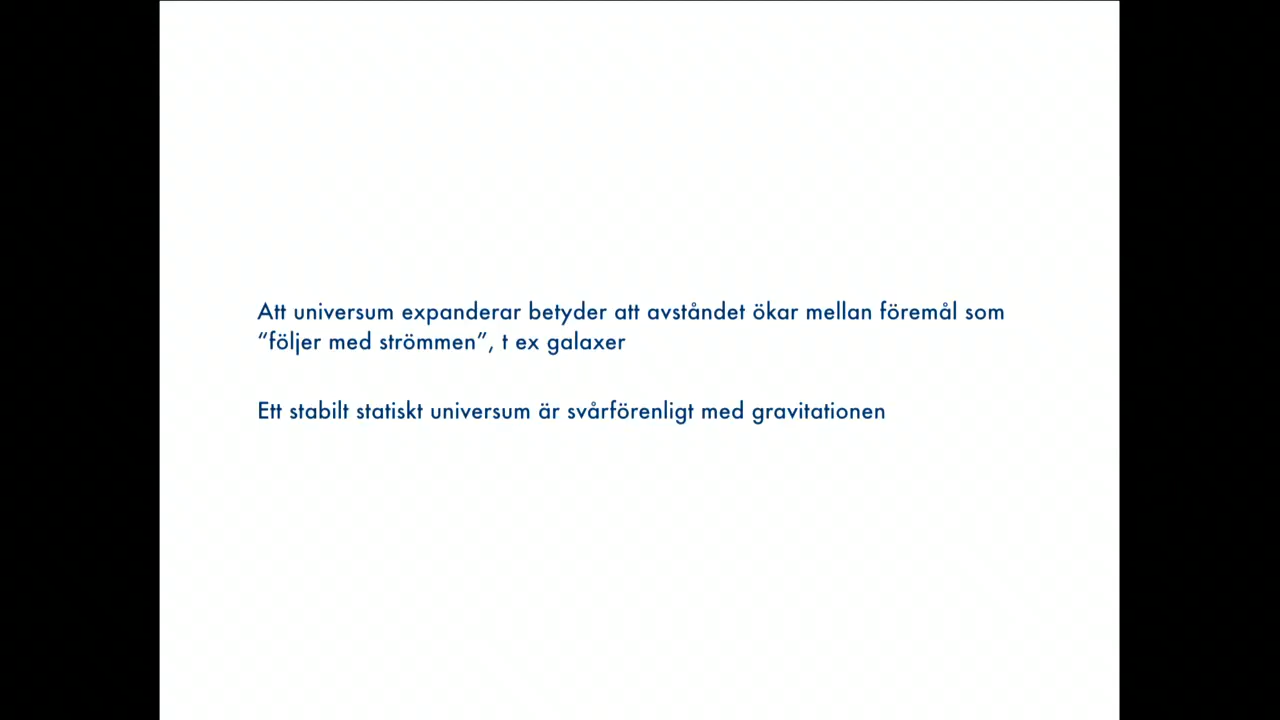 Att universum expanderar betyder att avståndet ökar mellan föremål som
“följer med strömmen”, t ex galaxer
Ett stabilt statiskt universum är svårförenligt med gravitationen